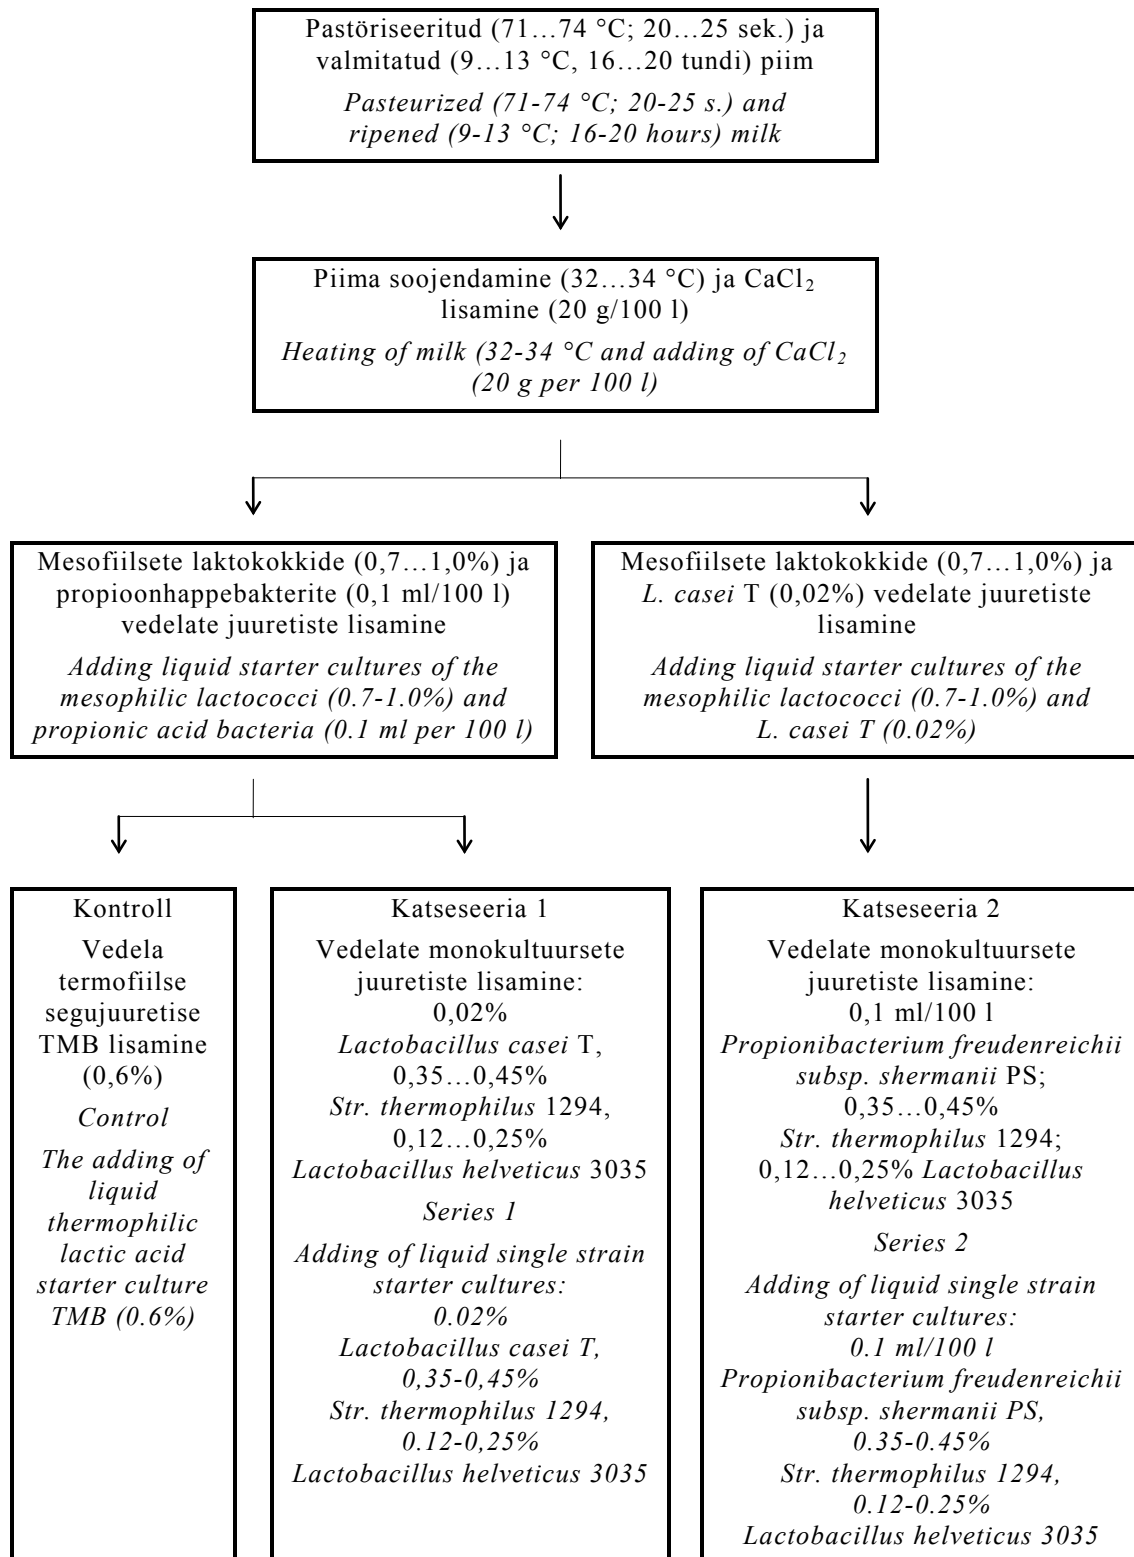 Pastöriseeritud (71…74 °C; 20…25 sek.) ja
valmitatud (9…13 °C, 16…20 tundi) piim
Pasteurized (71-74 °C; 20-25 s.) and
ripened (9-13 °C; 16-20 hours) milk
Piima soojendamine (32…34 °C) ja CaCl₂
lisamine (20 g/100 l)
Heating of milk (32-34 °C and adding of CaCl₂
(20 g per 100 l)
Mesofiilsete laktokokkide (0,7…1,0%) ja
propioonhappebakterite (0,1 ml/100 l)
vedelate juuretiste lisamine
Adding liquid starter cultures of the
mesophilic lactococci (0.7-1.0%) and
propionic acid bacteria (0.1 ml per 100 l)
Mesofiilsete laktokokkide (0,7…1,0%) ja
L. casei T (0,02%) vedelate juuretiste
lisamine
Adding liquid starter cultures of the
mesophilic lactococci (0.7-1.0%) and
L. casei T (0.02%)
Kontroll
Vedela
termofiilse
segujuuretise
TMB lisamine
(0,6%)
Control
The adding of
liquid
thermophilic
lactic acid
starter culture
TMB (0.6%)
Katseseeria 1
Vedelate monokultuursete
juuretiste lisamine:
0,02%
Lactobacillus casei T,
0,35…0,45%
Str. thermophilus 1294,
0,12…0,25%
Lactobacillus helveticus 3035
Series 1
Adding of liquid single strain
starter cultures:
0.02%
Lactobacillus casei T,
0,35-0,45%
Str. thermophilus 1294,
0.12-0,25%
Lactobacillus helveticus 3035
Katseseeria 2
Vedelate monokultuursete
juuretiste lisamine:
0,1 ml/100 l
Propionibacterium freudenreichii
subsp. shermanii PS;
0,35…0,45%
Str. thermophilus 1294;
0,12…0,25% Lactobacillus
helveticus 3035
Series 2
Adding of liquid single strain
starter cultures:
0.1 ml/100 l
Propionibacterium freudenreichii
subsp. shermanii PS,
0.35-0.45%
Str. thermophilus 1294,
0.12-0.25%
Lactobacillus helveticus 3035